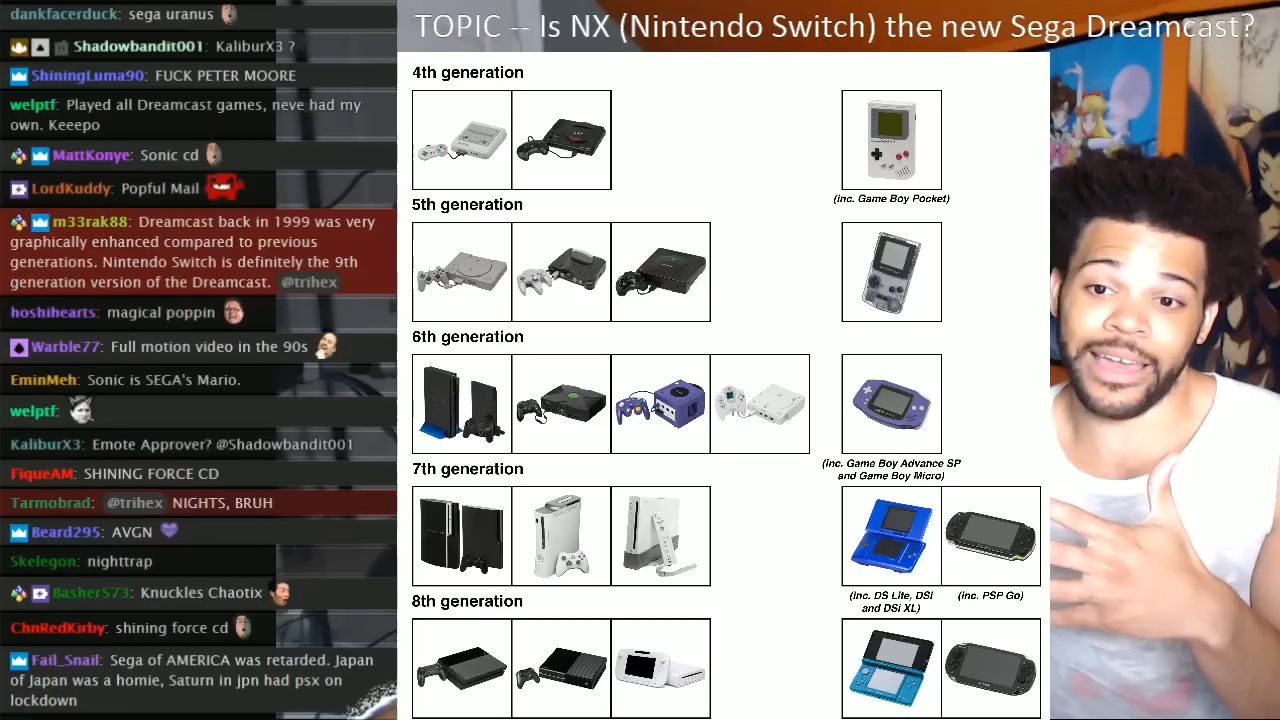 dankfacerduck: sega uranus
Shadowbandit001: KaliburX3 ?
ShiningLuma90: FUCK PETER MOORE
welptf: Played all Dreamcast games, neve had my
own. Keeepo
MattKonye: Sonic cd
LordKuddy: Popful Mail
m33rak88: Dreamcast back in 1999 was very
graphically enhanced compared to previous
generations. Nintendo Switch is definitely the 9th
generation version of the Dreamcast. @trihex
hoshihearts: magical poppin
Warble77: Full motion video in the 90s
EminMeh: Sonic is SEGA's Mario.
welptf:
KaliburX3: Emote Approver? @Shadowbandit001
FiqueAM: SHINING FORCE CD
Tarmobrad: @trihex NIGHTS, BRUH
Beard295: AVGN
Skelegon: nighttrap
Basher573: Knuckles Chaotix
ChnRedKirby: shining force cd
Fail_Snail: Sega of AMERICA was retarded. Japan
of Japan was a homie, Saturn in jpn had psx on
lockdown
TOPIC -- Is NX (Nintendo Switch) the new Sega Dreamcast?
4th generation
(inc. Game Boy Pocket)
5th generation
6th generation
(inc. Game Boy Advance SP
and Game Boy Micro)
7th generation
(inc. DS Lite, DSi
and DSi XL)
(inc. PSP Go)
8th generation